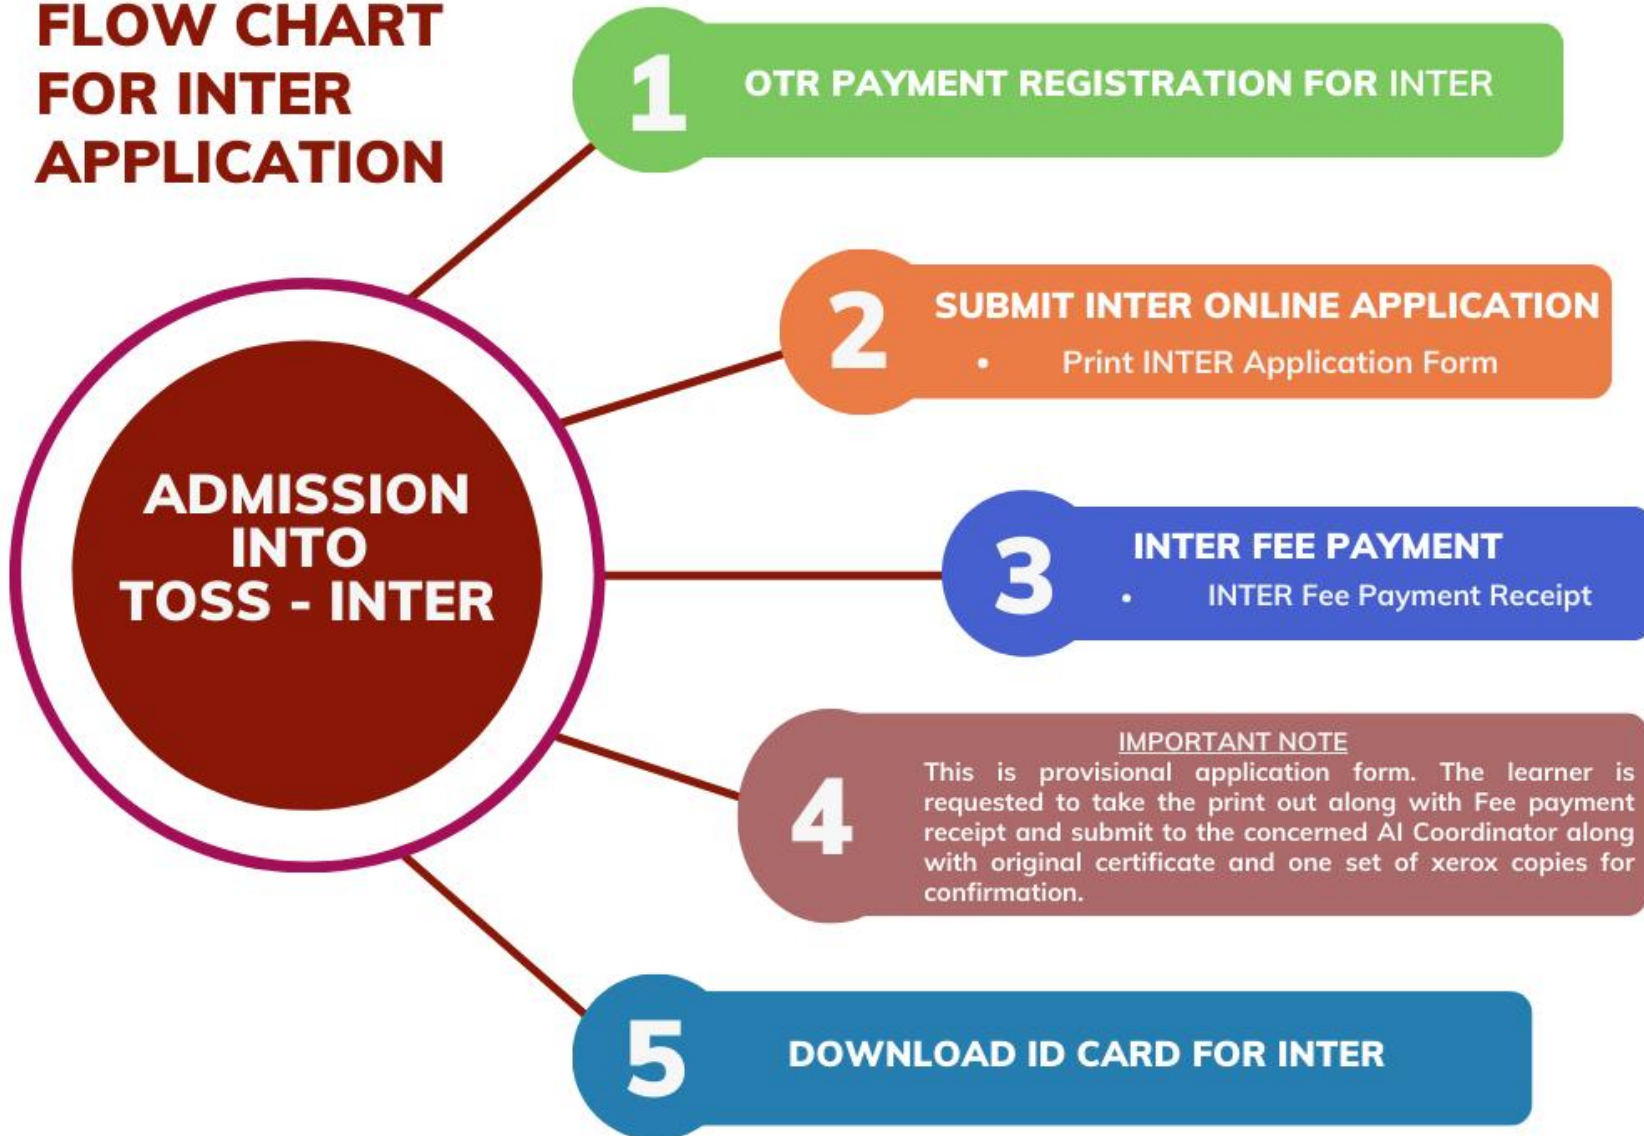 FLOW CHART
FOR INTER
APPLICATION
ADMISSION
INTO
TOSS - INTER
1
OTR PAYMENT REGISTRATION FOR INTER
2
SUBMIT INTER ONLINE APPLICATION
• Print INTER Application Form
3
INTER FEE PAYMENT
• INTER Fee Payment Receipt
4
IMPORTANT NOTE
This is provisional application form. The learner is
requested to take the print out along with Fee payment
receipt and submit to the concerned AI Coordinator along
with original certificate and one set of xerox copies for
confirmation.
5
DOWNLOAD ID CARD FOR INTER